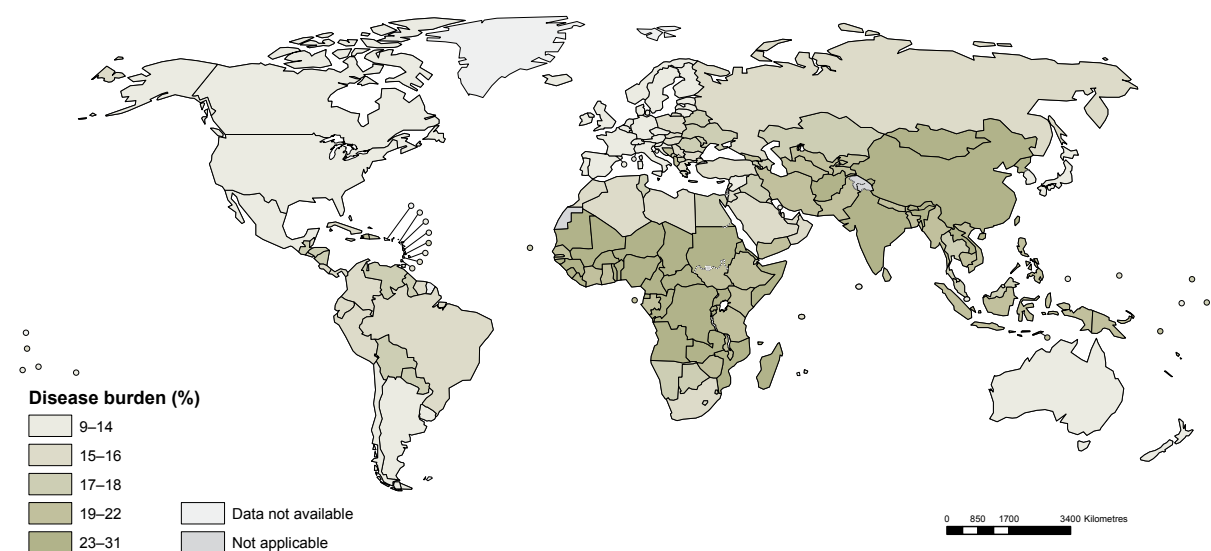 Disease burden (%)
9–14
15–16
17–18
19–22
23–31
Data not available
Not applicable
0 850 1700 3400 Kilometres